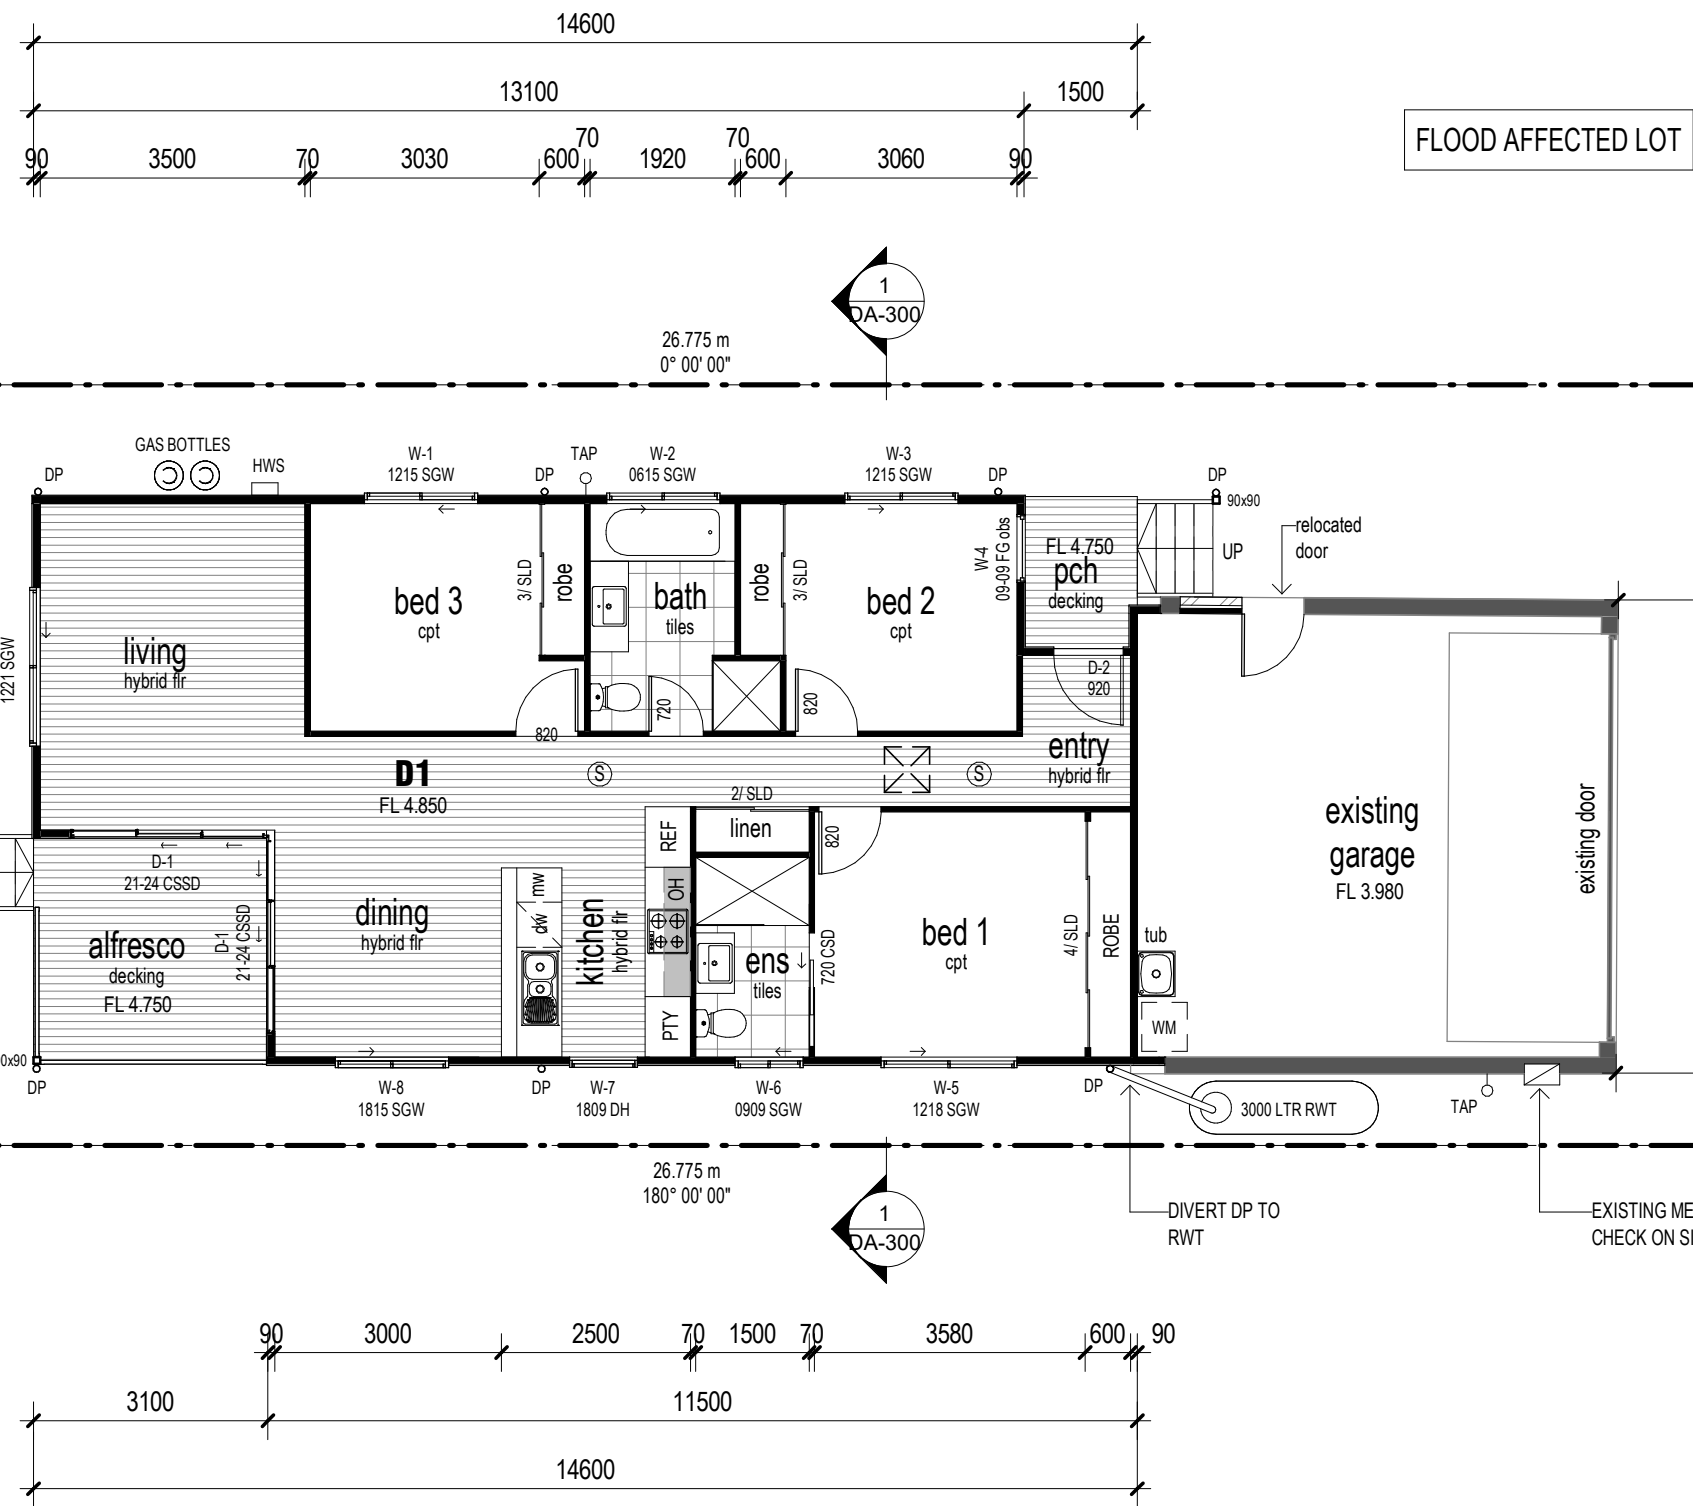 14600
13100
1500
FLOOD AFFECTED LOT
70
70
90
3500
70
3030
600
1920
600
3060
90
1
DA-300
26.775 m
0° 00' 00"
GAS BOTTLES
DP
HWS
W-1
1215 SGW
DP
TAP
W-2
0615 SGW
W-3
1215 SGW
DP
DP
90x90
relocated
door
UP
FL 4.750
pch
decking
W-4
09-09 FG obs
3/ SLD
robe
bed 3
cpt
bath
tiles
robe
3/ SLD
bed 2
cpt
living
hybrid flr
1221 SGW
D-2
920
820
720
820
entry
hybrid flr
D1
FL 4.850
S
S
2/ SLD
linen
REF
820
existing
garage
FL 3.980
existing door
D-1
21-24 CSSD
D-1
21-24 CSSD
alfresco
decking
FL 4.750
dining
hybrid flr
mw
dw
kitchen
hybrid flr
OH
PTY
ens
tiles
720 CSD
bed 1
cpt
4/ SLD
ROBE
tub
WM
0x90
DP
W-8
1815 SGW
DP
W-7
1809 DH
W-6
0909 SGW
W-5
1218 SGW
DP
3000 LTR RWT
TAP
26.775 m
180° 00' 00"
1
DA-300
DIVERT DP TO
RWT
EXISTING ME
CHECK ON SI
90
3000
2500
70
1500
70
3580
600
90
3100
11500
14600